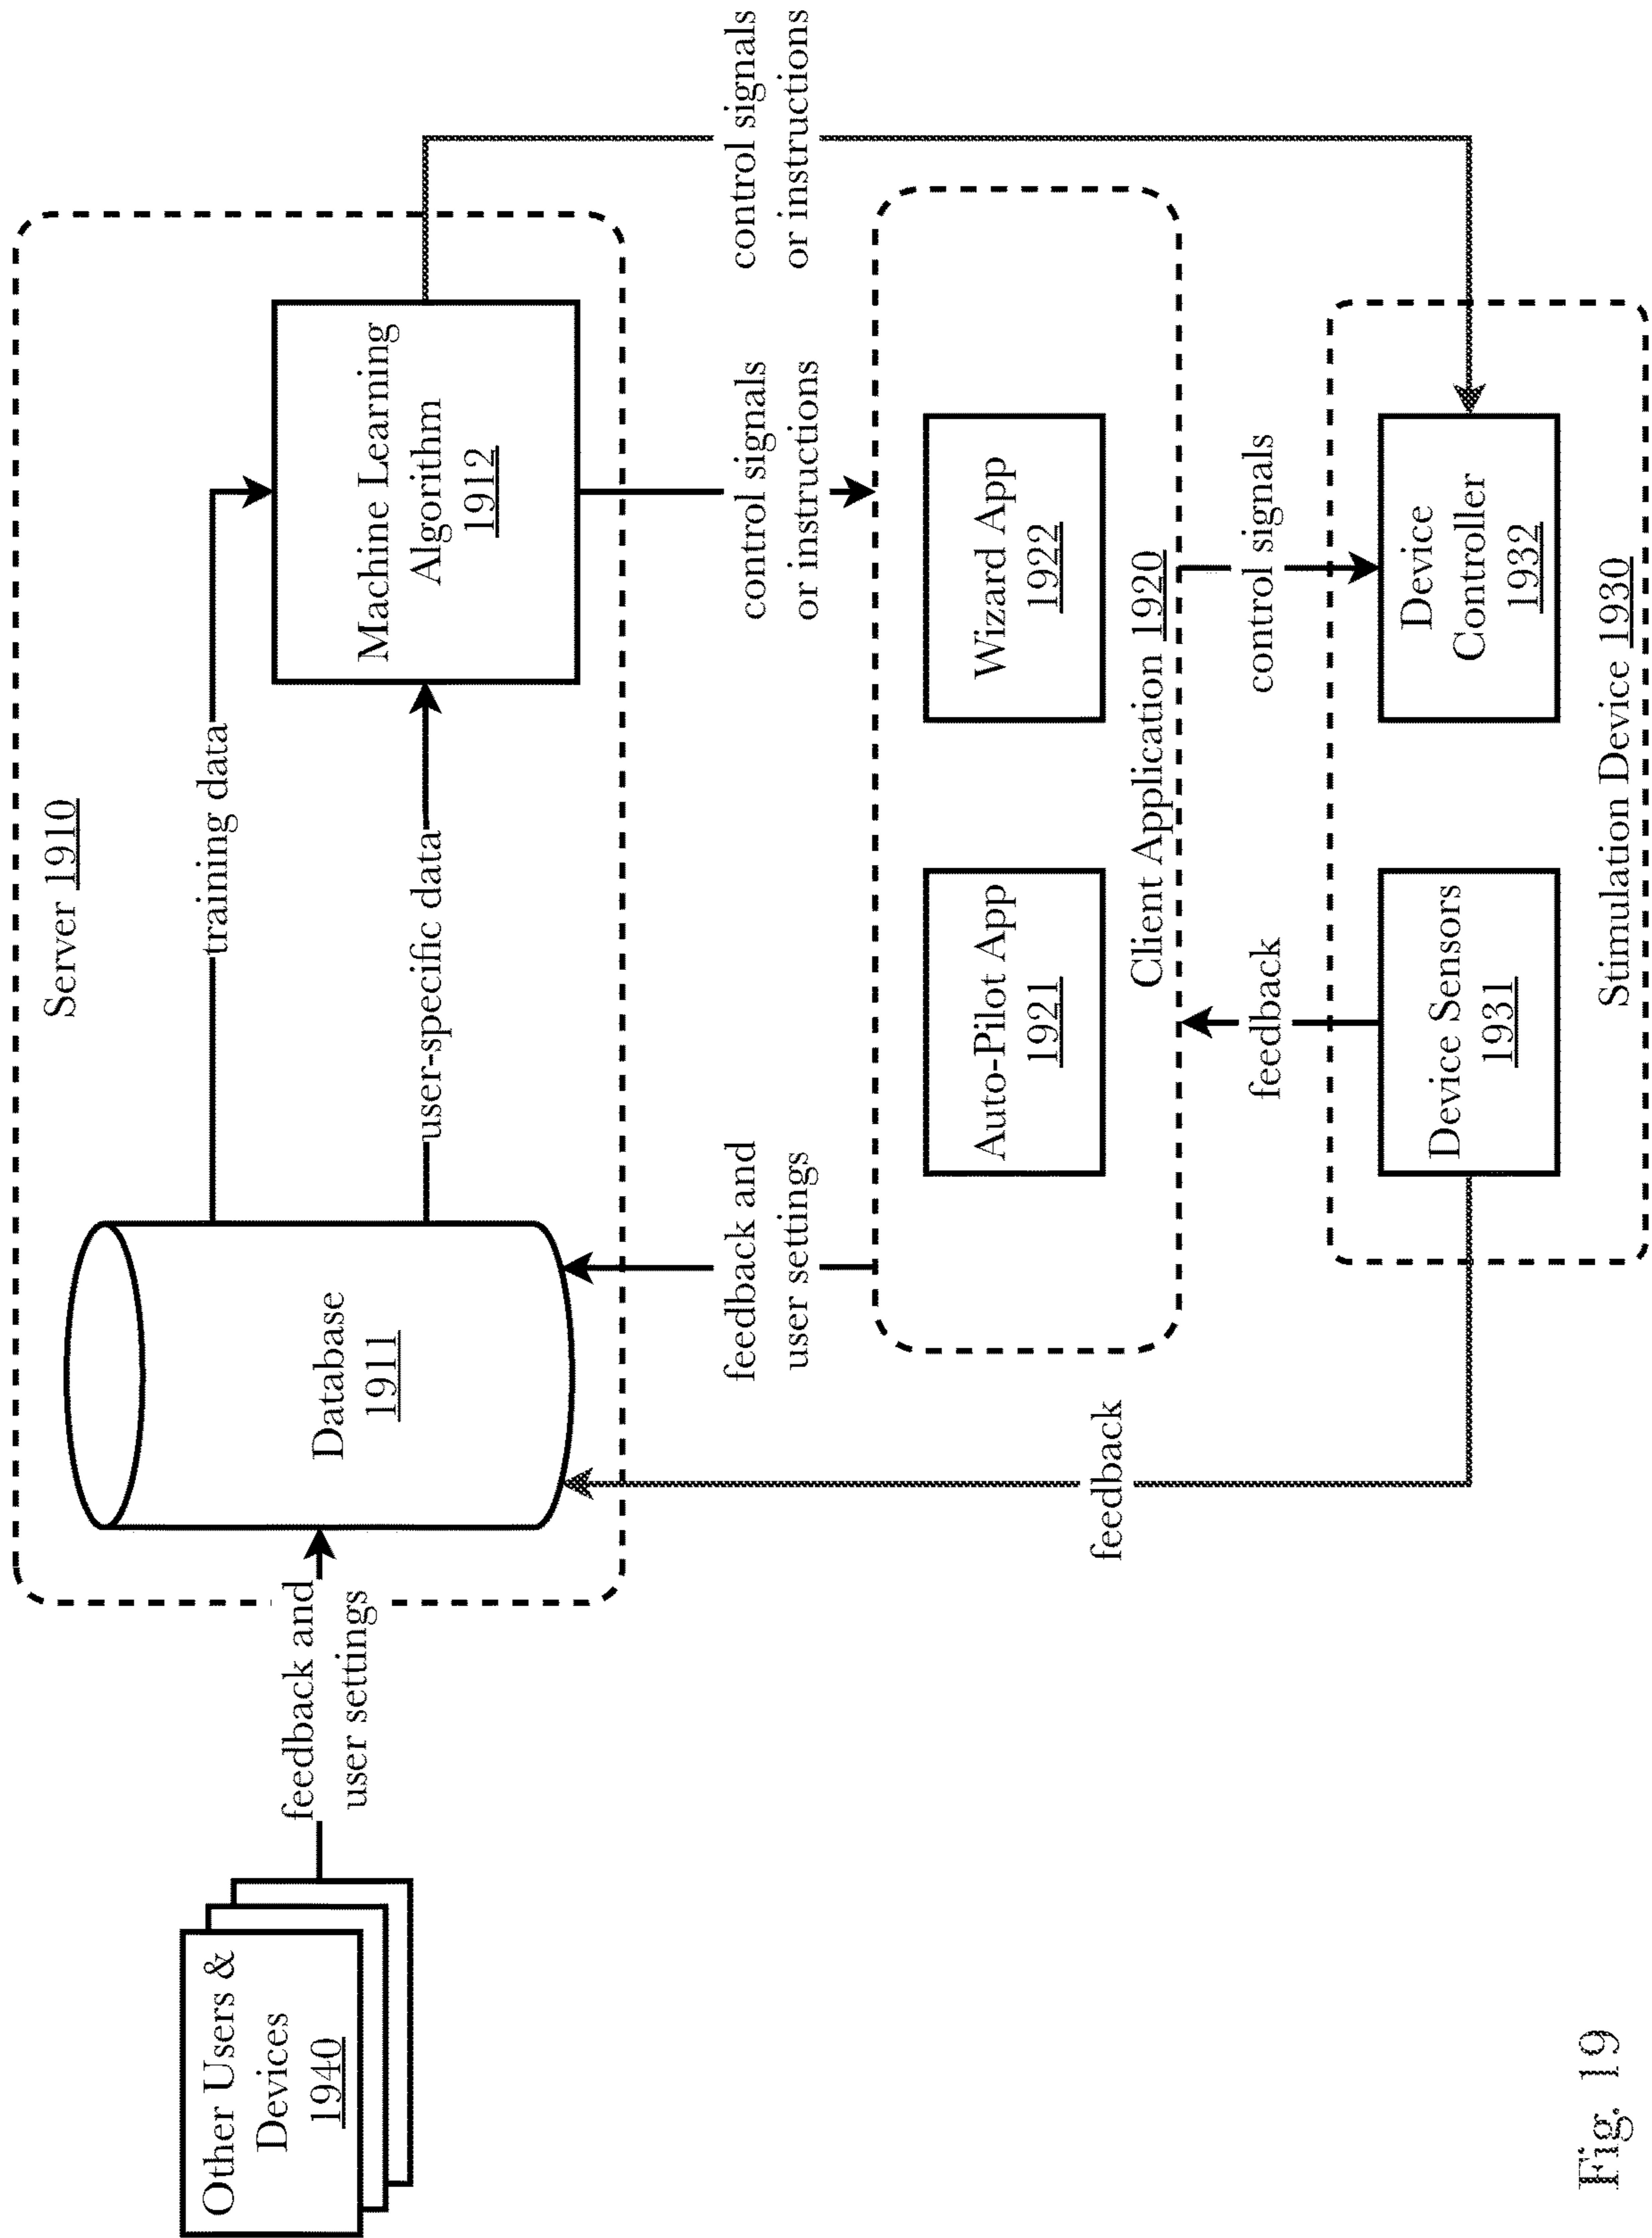 Server 1910
training data
Machine Learning
Algorithm
1912
user-specific data
Database
1911
Other Users &
Devices
1940
feedback and
user settings
feedback and
user settings
control signals
or instructions
control signals
or instructions
Auto-Pilot App
1921
Wizard App
1922
Client Application 1920
feedback
feedback
control signals
Device Sensors
1931
Device
Controller
1932
Stimulation Device 1930
Fig. 19